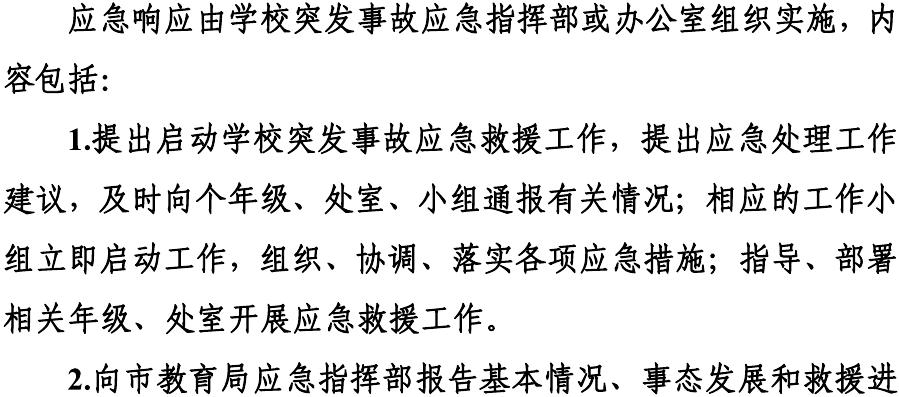 应急响应由学校突发事故应急指挥部或办公室组织实施，内
容包括：
1.提出启动学校突发事故应急救援工作，提出应急处理工作
建议，及时向个年级、处室、小组通报有关情况；相应的工作小
组立即启动工作，组织、协调、落实各项应急措施；指导、部署
相关年级、处室开展应急救援工作。
2.向市教育局应急指挥部报告基本情况、事态发展和救援进